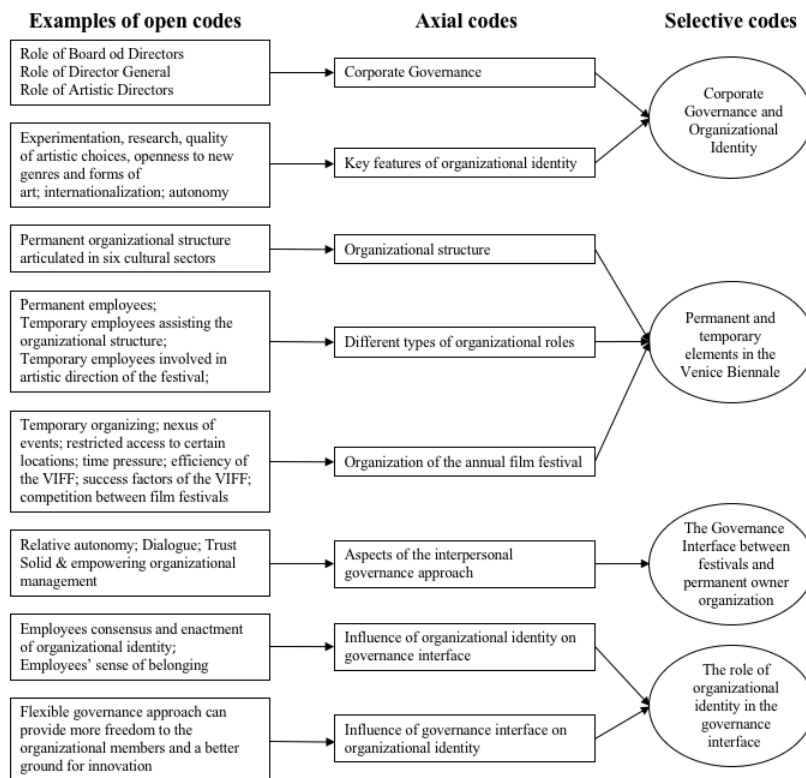 Examples of open codes
Axial codes
Selective codes
Role of Board od Directors
Role of Director General
Role of Artistic Directors
Corporate Governance
Corporate
Governance and
Organizational
Identity
Experimentation, research, quality
of artistic choices, openness to new
genres and forms of
art; internationalization; autonomy
Key features of organizational identity
Permanent organizational structure
articulated in six cultural sectors
Organizational structure
Permanent employees;
Temporary employees assisting the
organizational structure;
Temporary employees involved in
artistic direction of the festival;
Different types of organizational roles
Permanent and
temporary
elements in the
Venice Biennale
Temporary organizing; nexus of
events; restricted access to certain
locations; time pressure; efficiency of
the VIFF; success factors of the VIFF;
competition between film festivals
Organization of the annual film festival
Relative autonomy; Dialogue; Trust
Solid & empowering organizational
management
Aspects of the interpersonal
governance approach
The Governance
Interface between
festivals and
permanent owner
organization
Employees consensus and enactment
of organizational identity;
Employees' sense of belonging
Influence of organizational identity on
governance interface
The role of
organizational
identity in the
governance
interface
Flexible governance approach can
provide more freedom to the
organizational members and a better
ground for innovation
Influence of governance interface on
organizational identity